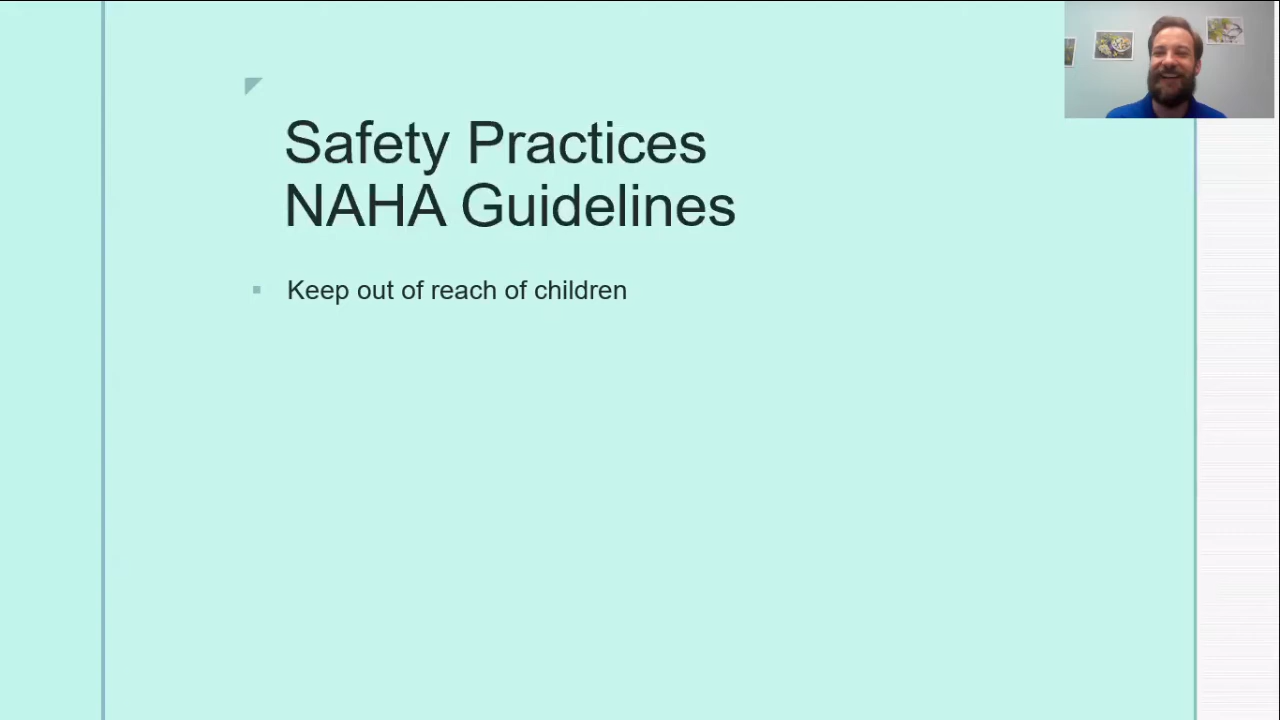 Safety Practices
NAHA Guidelines
Keep out of reach of children